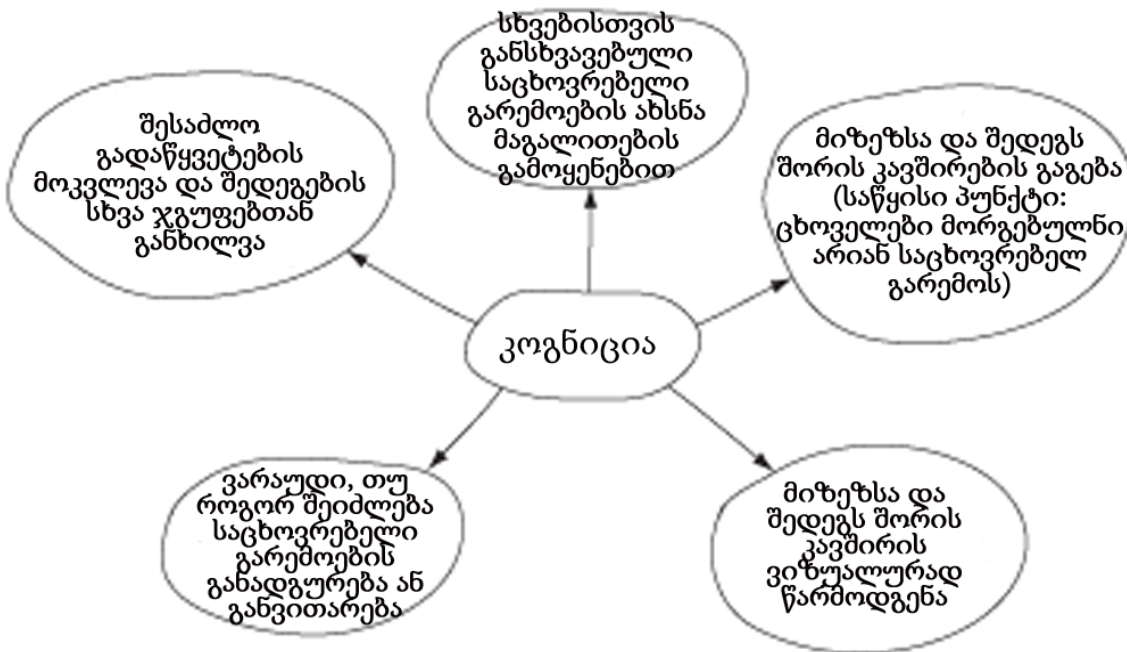 სხვებისთვის
განსხვავებული
საცხოვრებელი
გარემოების ახსნა
მაგალითების
გამოყენებით
შესაძლო
გადაწყვეტების
მოკვლევა და შედეგების
სხვა ჯგუფებთან
განხილვა
მიზეზსა და შედეგს
შორის კავშირების გაგება
(საწყისი პუნქტი:
ცხოველები მორგებულნი
არიან საცხოვრებელ
გარემოს)
კოგნიცია
ვარაუდი, თუ
როგორ შეიძლება
საცხოვრებელი
გარემოების
განადგურება ან
განვითარება
მიზეზსა და
შედეგს შორის
კავშირის
ვიზუალურად
წარმოდგენა